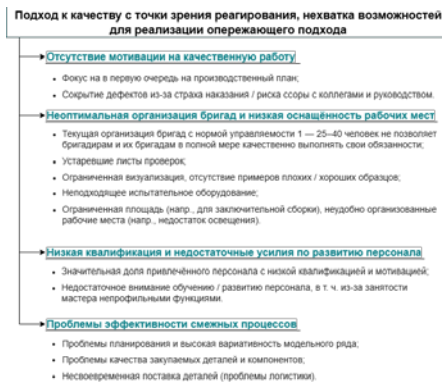 Подход к качеству с точки зрения реагирования, нехватка возможностей
для реализации опережающего подхода
Отсутствие мотивации на качественную работу
• Фокус на в первую очередь на производственный план;
• Сокрытие дефектов из-за страха наказания / риска ссоры с коллегами и руководством.
Неоптимальная организация бригад и низкая оснащённость рабочих мест
• Текущая организация бригад с нормой управляемости 1 — 25–40 человек не позволяет
бригадирам и их бригадам в полной мере качественно выполнять свои обязанности;
• Устаревшие листы проверок;
• Ограниченная визуализация, отсутствие примеров плохих / хороших образцов;
• Неподходящее испытательное оборудование;
• Ограниченная площадь (напр., для заключительной сборки), неудобно организованные
рабочие места (напр., недостаток освещения).
Низкая квалификация и недостаточные усилия по развитию персонала
• Значительная доля привлечённого персонала с низкой квалификацией и мотивацией;
• Недостаточное внимание обучению / развитию персонала, в т. ч. из-за занятости
мастера непрофильными функциями.
Проблемы эффективности смежных процессов
• Проблемы планирования и высокая вариативность модельного ряда;
• Проблемы качества закупаемых деталей и компонентов;
• Несвоевременная поставка деталей (проблемы логистики).